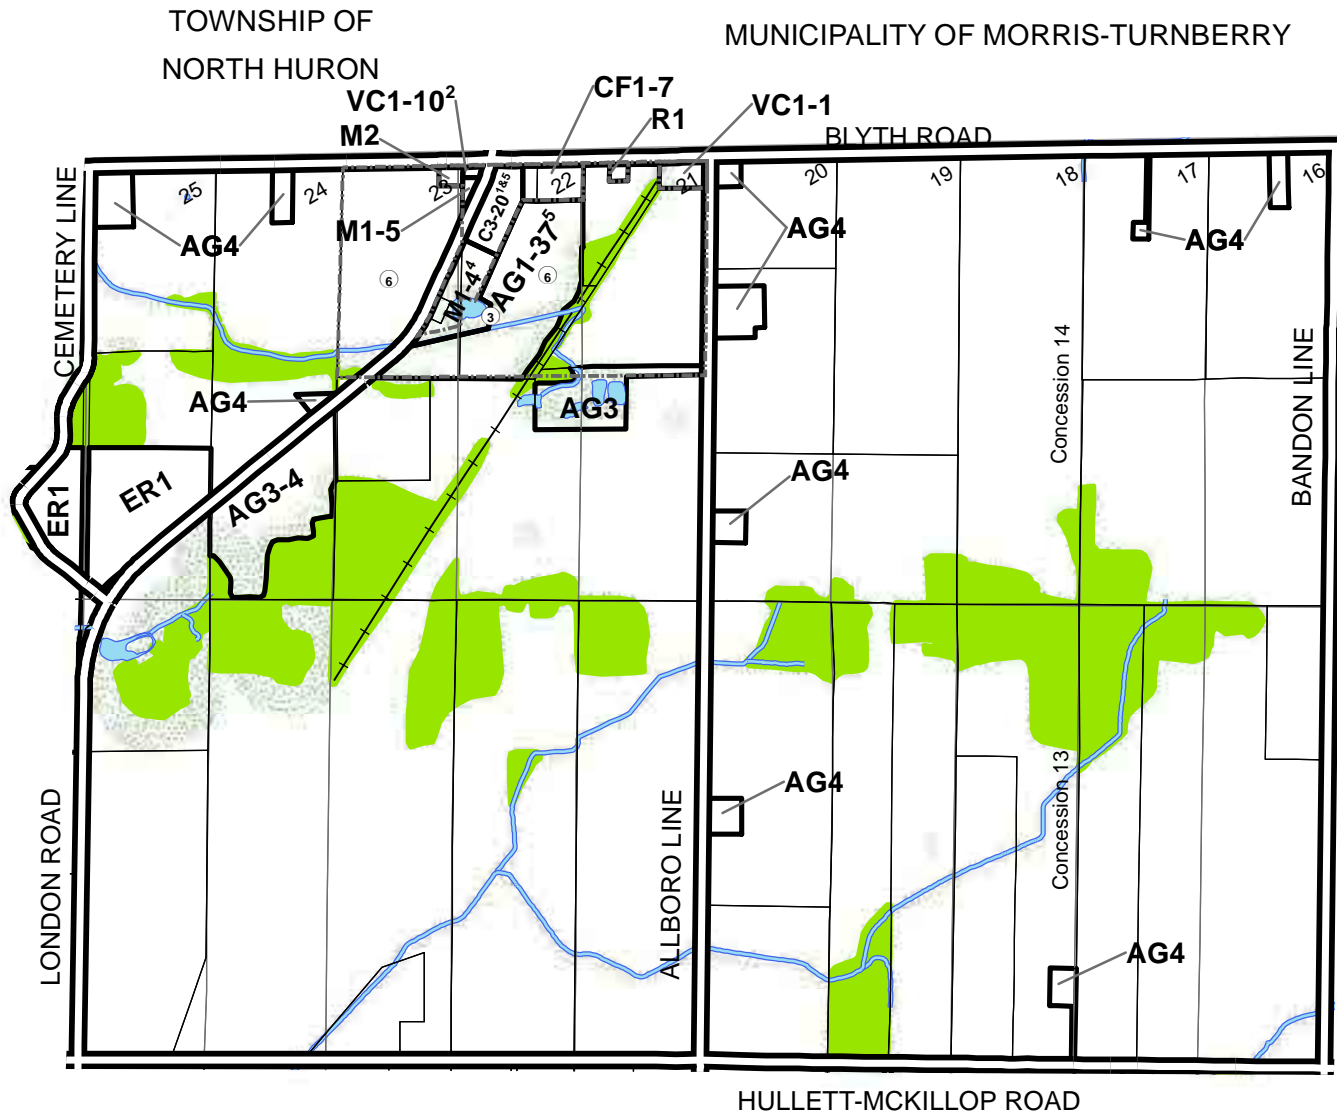 TOWNSHIP OF
NORTH HURON
MUNICIPALITY OF MORRIS-TURNBERRY
VC1-10²
CF1-7
VC1-1
M2
R1
BLYTH ROAD
CEMETERY LINE
25
24
23
22
21
20
19
18
17
16
AG4
M1-5
C3-20 1&5
AG1-37⁵
M1-4⁴
6
6
3
AG4
AG4
AG4
AG3
Concession 14
BANDON LINE
ER1
ER1
AG3-4
AG4
AG4
Concession 13
LONDON ROAD
ALLBORO LINE
AG4
HULLETT-MCKILLOP ROAD